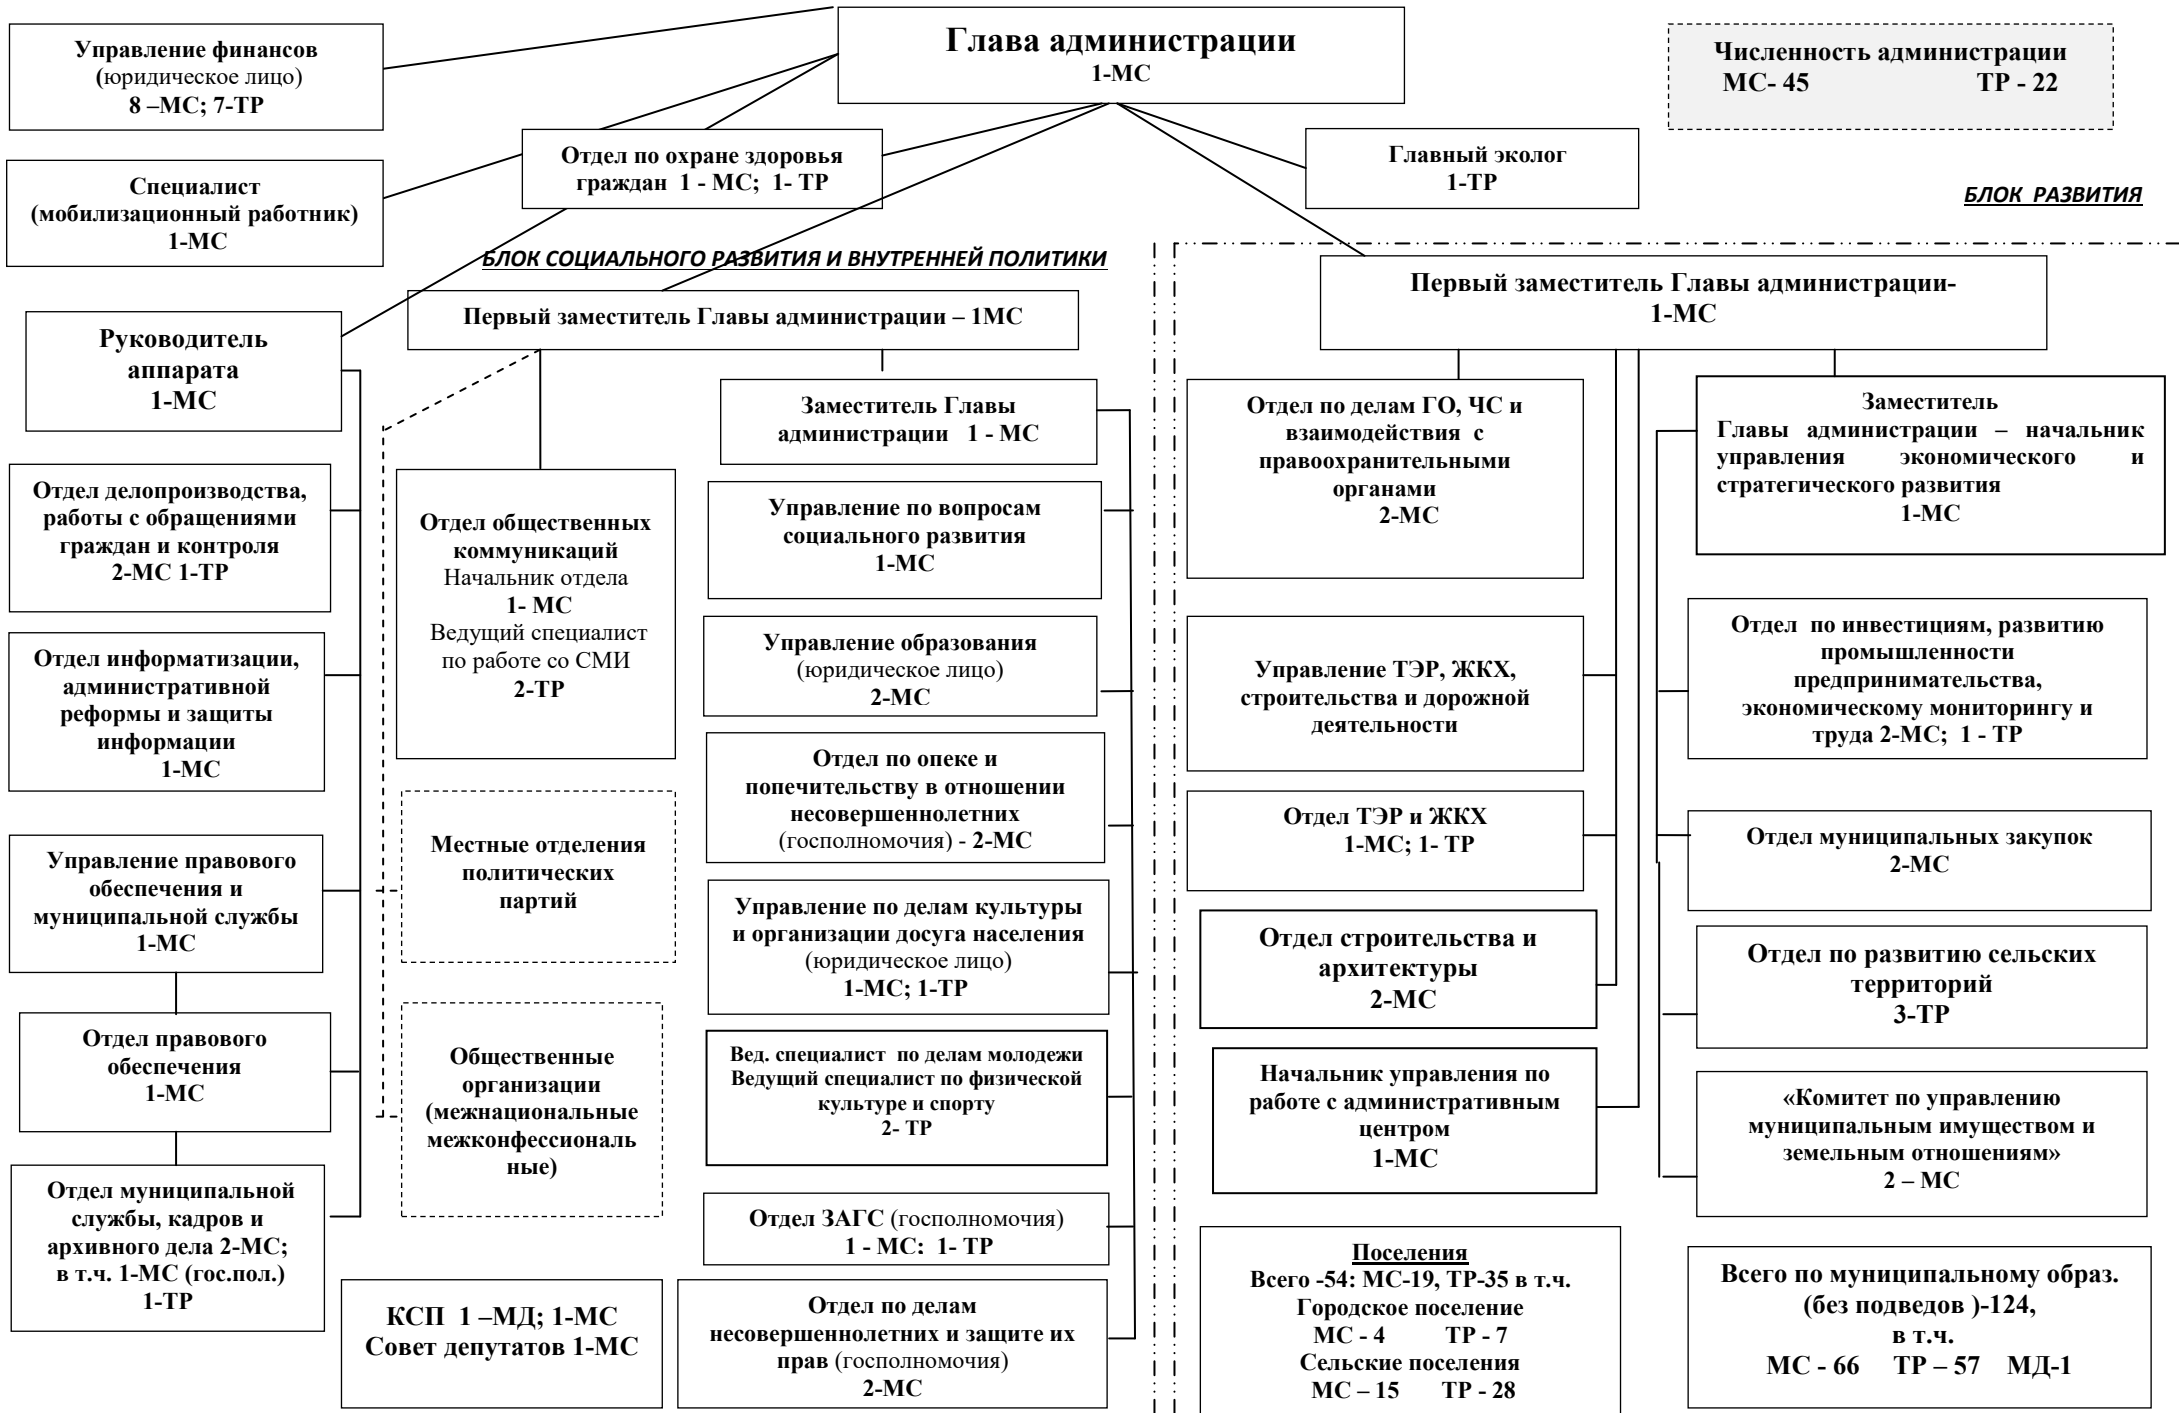 Управление финансов
(юридическое лицо)
8 –МС; 7-ТР
Глава администрации
1-МС
Численность администрации
МС- 45 ТР - 22
Отдел по охране здоровья
граждан 1 - МС; 1- ТР
Главный эколог
1-ТР
Специалист
(мобилизационный работник)
1-МС
БЛОК РАЗВИТИЯ
БЛОК СОЦИАЛЬНОГО РАЗВИТИЯ И ВНУТРЕННЕЙ ПОЛИТИКИ
Руководитель
аппарата
1-МС
Отдел делопроизводства,
работы с обращениями
граждан и контроля
2-МС 1-ТР
Отдел информатизации,
административной
реформы и защиты
информации
1-МС
Управление правового
обеспечения и
муниципальной службы
1-МС
Отдел правового
обеспечения
1-МС
Отдел муниципальной
службы, кадров и
архивного дела 2-МС;
в т.ч. 1-МС (гос.пол.)
1-ТР
Первый заместитель Главы администрации – 1МС
Отдел общественных
коммуникаций
Начальник отдела
1- МС
Ведущий специалист
по работе со СМИ
2-ТР
Местные отделения
политических
партий
Общественные
организации
(межнациональные
межконфессиональ
ные)
КСП 1 –МД; 1-МС
Совет депутатов 1-МС
Заместитель Главы
администрации 1 - МС
Управление по вопросам
социального развития
1-МС
Управление образования
(юридическое лицо)
2-МС
Отдел по опеке и
попечительству в отношении
несовершеннолетних
(госполномочия) - 2-МС
Управление по делам культуры
и организации досуга населения
(юридическое лицо)
1-МС; 1-ТР
Вед. специалист по делам молодежи
Ведущий специалист по физической
культуре и спорту
2- ТР
Отдел ЗАГС (госполномочия)
1 - МС: 1- ТР
Отдел по делам
несовершеннолетних и защите их
прав (госполномочия)
2-МС
Первый заместитель Главы администрации-
1-МС
Отдел по делам ГО, ЧС и
взаимодействия с
правоохранительными
органами
2-МС
Управление ТЭР, ЖКХ,
строительства и дорожной
деятельности
Отдел ТЭР и ЖКХ
1-МС; 1- ТР
Отдел строительства и
архитектуры
2-МС
Начальник управления по
работе с административным
центром
1-МС
Поселения
Всего -54: МС-19, ТР-35 в т.ч.
Городское поселение
МС - 4 ТР - 7
Сельские поселения
МС – 15 ТР - 28
Заместитель
Главы администрации – начальник
управления экономического и
стратегического развития
1-МС
Отдел по инвестициям, развитию
промышленности
предпринимательства,
экономическому мониторингу и
труда 2-МС; 1 - ТР
Отдел муниципальных закупок
2-МС
Отдел по развитию сельских
территорий
3-ТР
«Комитет по управлению
муниципальным имуществом и
земельным отношениям»
2 – МС
Всего по муниципальному образ.
(без подведов )-124,
в т.ч.
МС - 66 ТР – 57 МД-1